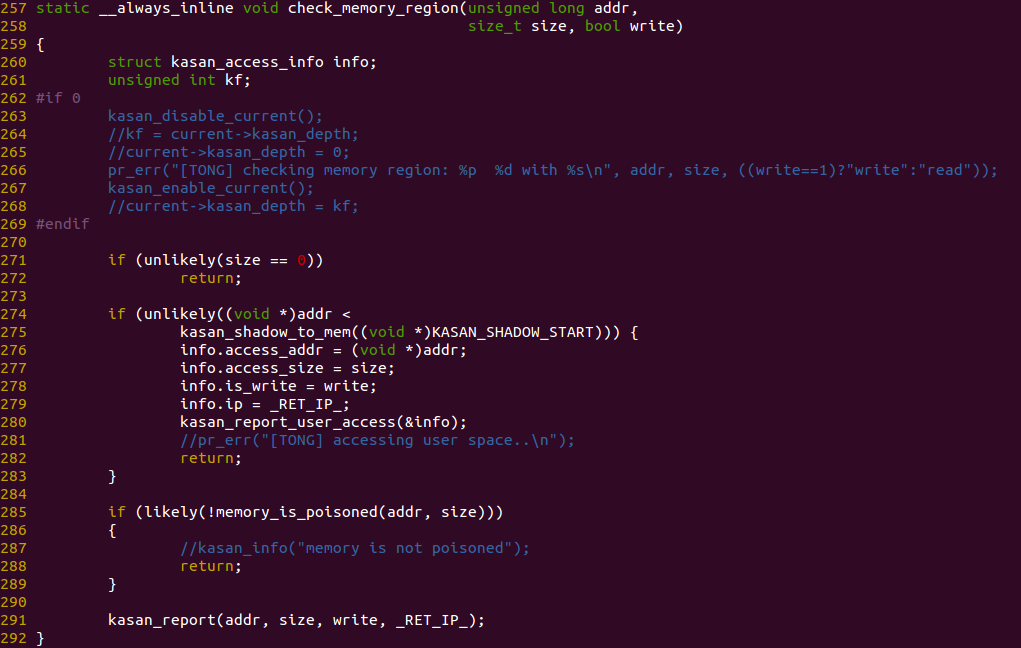 257 static __always_inline void check_memory_region(unsigned long addr,
258                                                 size_t size, bool write)
259 {
260         struct kasan_access_info info;
261         unsigned int kf;
262 #if 0
263         kasan_disable_current();
264         //kf = current->kasan_depth;
265         //current->kasan_depth = 0;
266         pr_err("[TONG] checking memory region: %p  %d with %s\n", addr, size, ((write==1)?"write":"read"));
267         kasan_enable_current();
268         //current->kasan_depth = kf;
269 #endif
270
271         if (unlikely(size == 0))
272                 return;
273
274         if (unlikely((void *)addr <
275                 kasan_shadow_to_mem((void *)KASAN_SHADOW_START))) {
276                 info.access_addr = (void *)addr;
277                 info.access_size = size;
278                 info.is_write = write;
279                 info.ip = _RET_IP_;
280                 kasan_report_user_access(&info);
281                 //pr_err("[TONG] accessing user space..\n");
282                 return;
283         }
284
285         if (likely(!memory_is_poisoned(addr, size)))
286         {
287                 //kasan_info("memory is not poisoned");
288                 return;
289         }
290
291         kasan_report(addr, size, write, _RET_IP_);
292 }